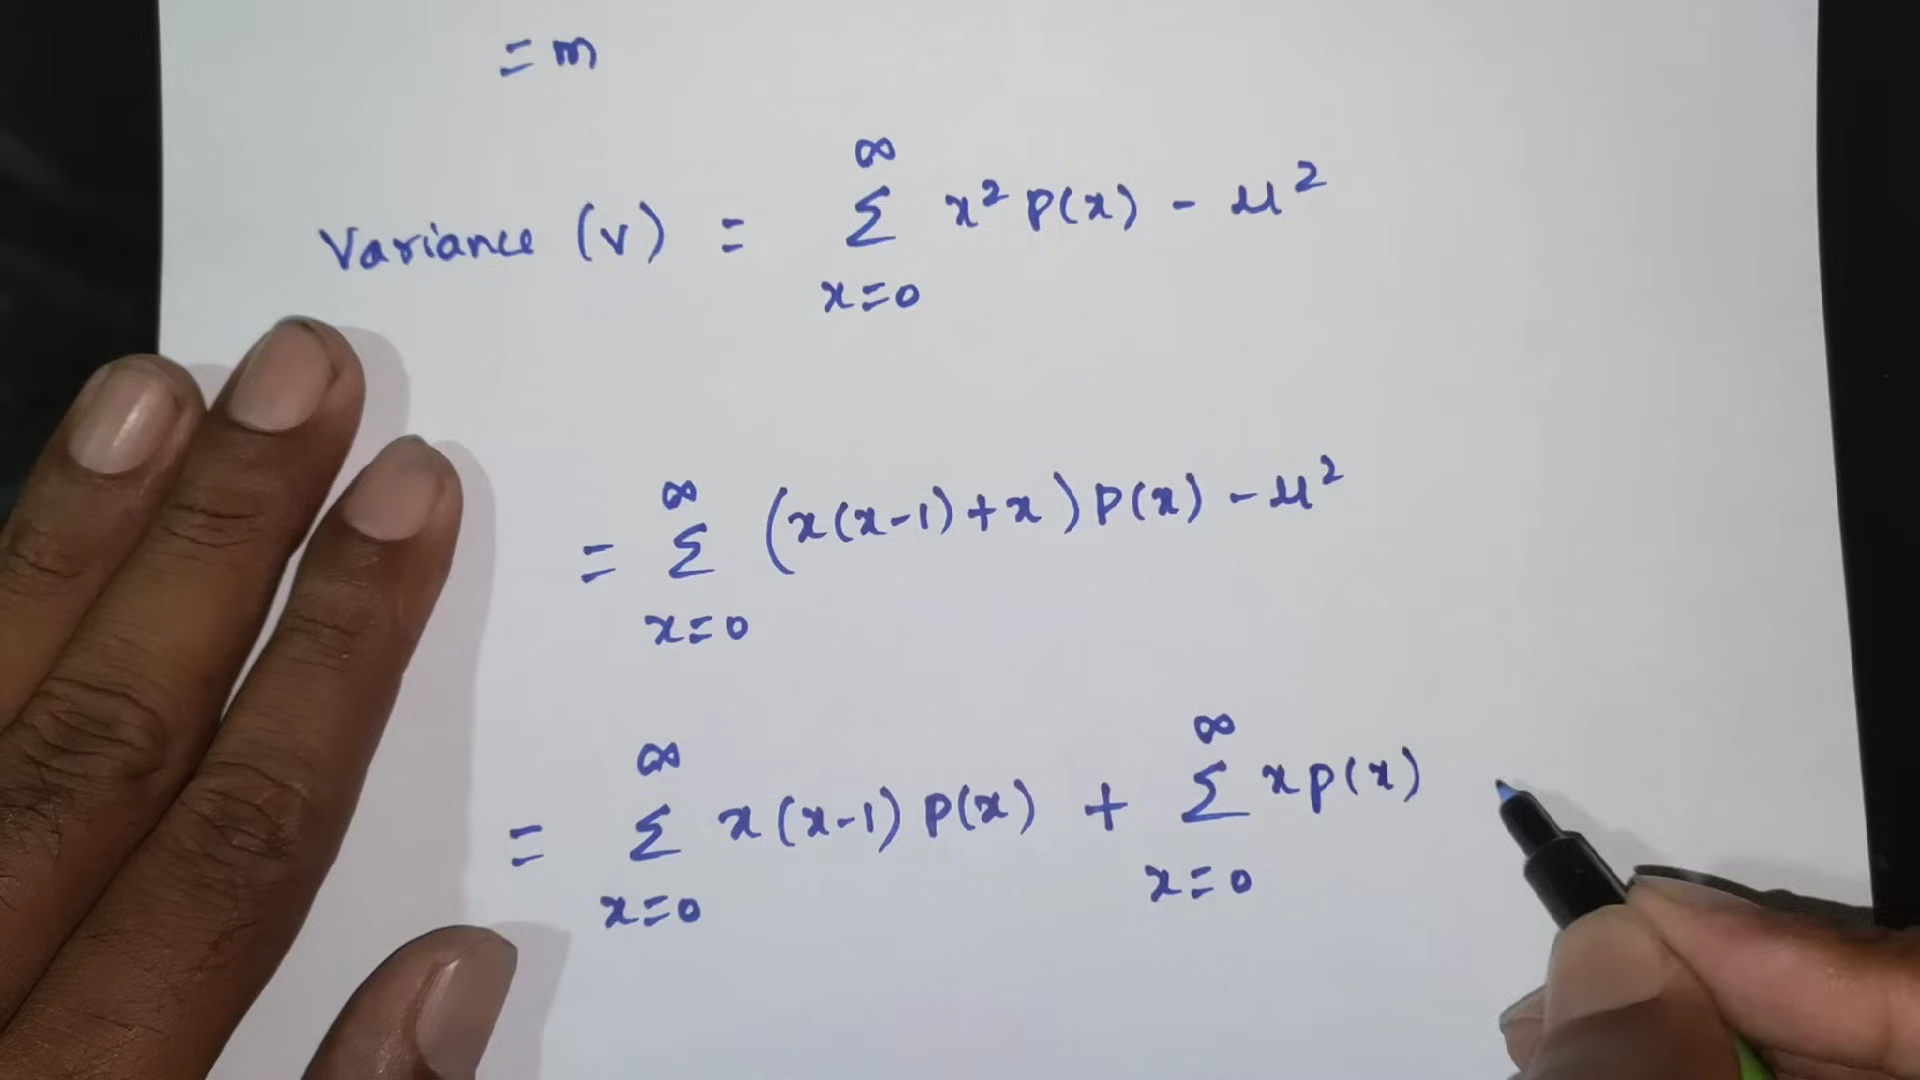 = m
Variance (v) = ∞ Σ x=0 x² P(x) - μ²
= ∞ Σ x=0 (x(x-1)+x) P(x) - μ²
= ∞ Σ x=0 x(x-1) P(x) + ∞ Σ x=0 x P(x)